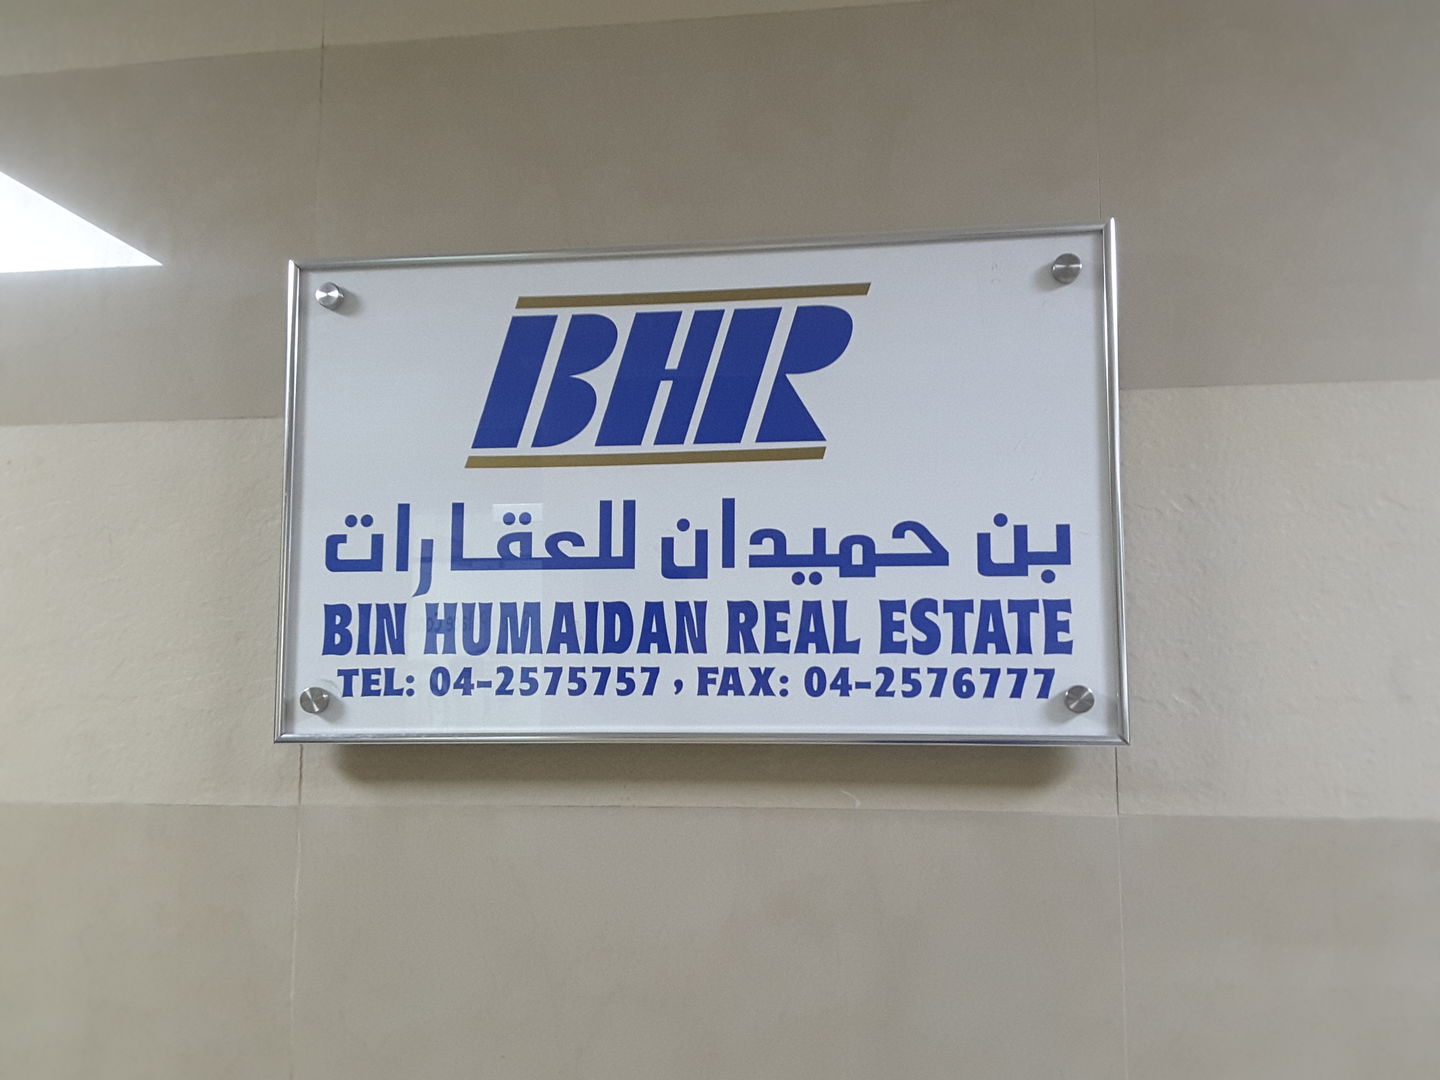 BHR
بن حميدان للعقارات
BIN HUMAIDAN REAL ESTATE
TEL: 04-2575757 , FAX: 04-2576777